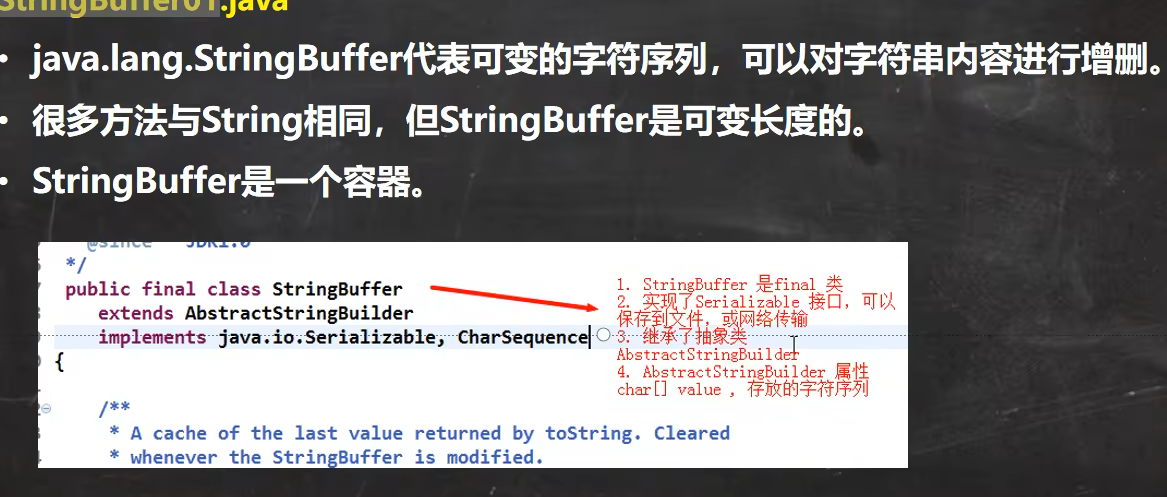 StringBuffer01.java
• java.lang.StringBuffer代表可变的字符序列，可以对字符串内容进行增删。
• 很多方法与String相同，但StringBuffer是可变长度的。
• StringBuffer是一个容器。
@since JDK1.0
*/
public final class StringBuffer
extends AbstractStringBuilder
implements java.io.Serializable, CharSequence
{
/**
* A cache of the last value returned by toString. Cleared
* whenever the StringBuffer is modified.
1. StringBuffer 是final 类
2. 实现了Serializable 接口，可以
保存到文件，或网络传输
3. 继承了抽象类
AbstractStringBuilder
4. AbstractStringBuilder 属性
char[] value , 存放的字符序列